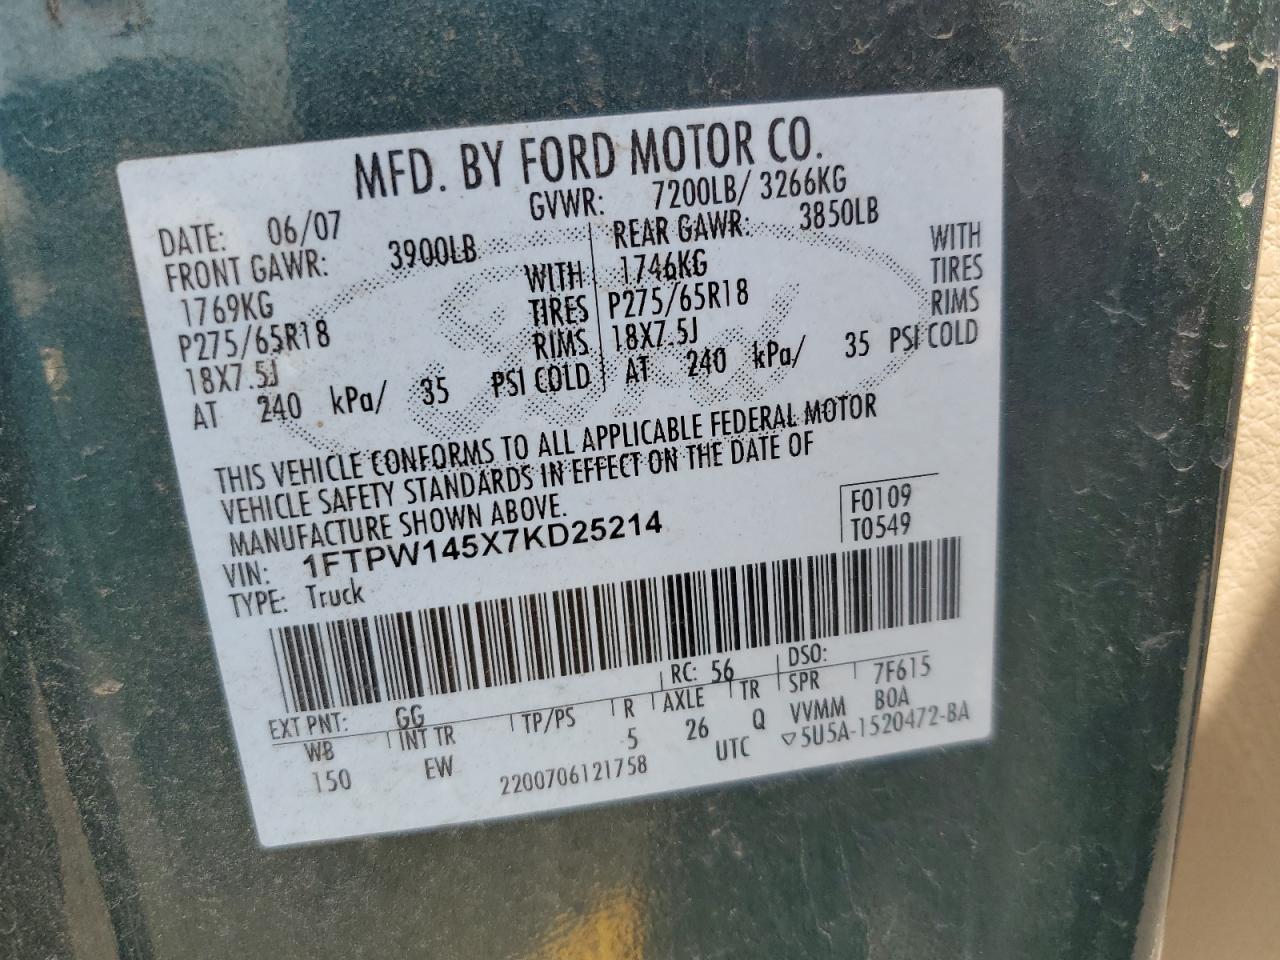 MFD. BY FORD MOTOR CO.
DATE: 06/07 GVWR: 7200LB/ 3266KG
FRONT GAWR: 3900LB REAR GAWR: 3850LB
1769KG WITH 1746KG WITH
P275/65R18 TIRES P275/65R18 TIRES
18X7.5J RIMS 18X7.5J RIMS
AT 240 kPa/ 35 PSI COLD AT 240 kPa/ 35 PSI COLD
THIS VEHICLE CONFORMS TO ALL APPLICABLE FEDERAL MOTOR
VEHICLE SAFETY STANDARDS IN EFFECT ON THE DATE OF
MANUFACTURE SHOWN ABOVE.
F0109
VIN: 1FTPW145X7KD25214 T0549
TYPE: Truck
EXT PNT: GG RC: 56 DSO:
WB INT TR TP/PS R AXLE TR SPR 7F615
150 EW 5 26 Q VVMM BOA
2200706121758 UTC ▽5U5A-1520472-BA
Ford